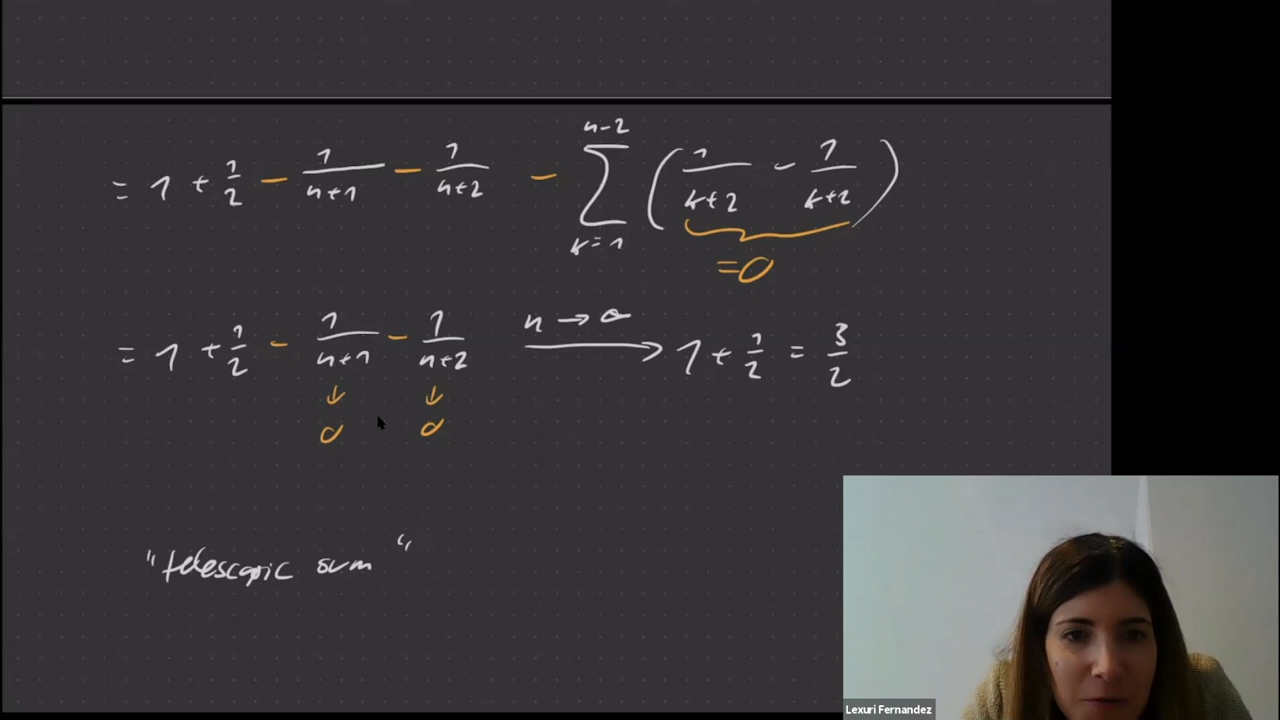 = 1 + 1/2 - 1/(n+1) - 1/(n+2) - ∑_{k=1}^{n-2} ( 1/(k+2) - 1/(k+2) )
=0
= 1 + 1/2 - 1/(n+1) - 1/(n+2) n → ∞ 1 + 1/2 = 3/2
↓ ↓
0 0
"telescopic sum"
Lexuri Fernandez